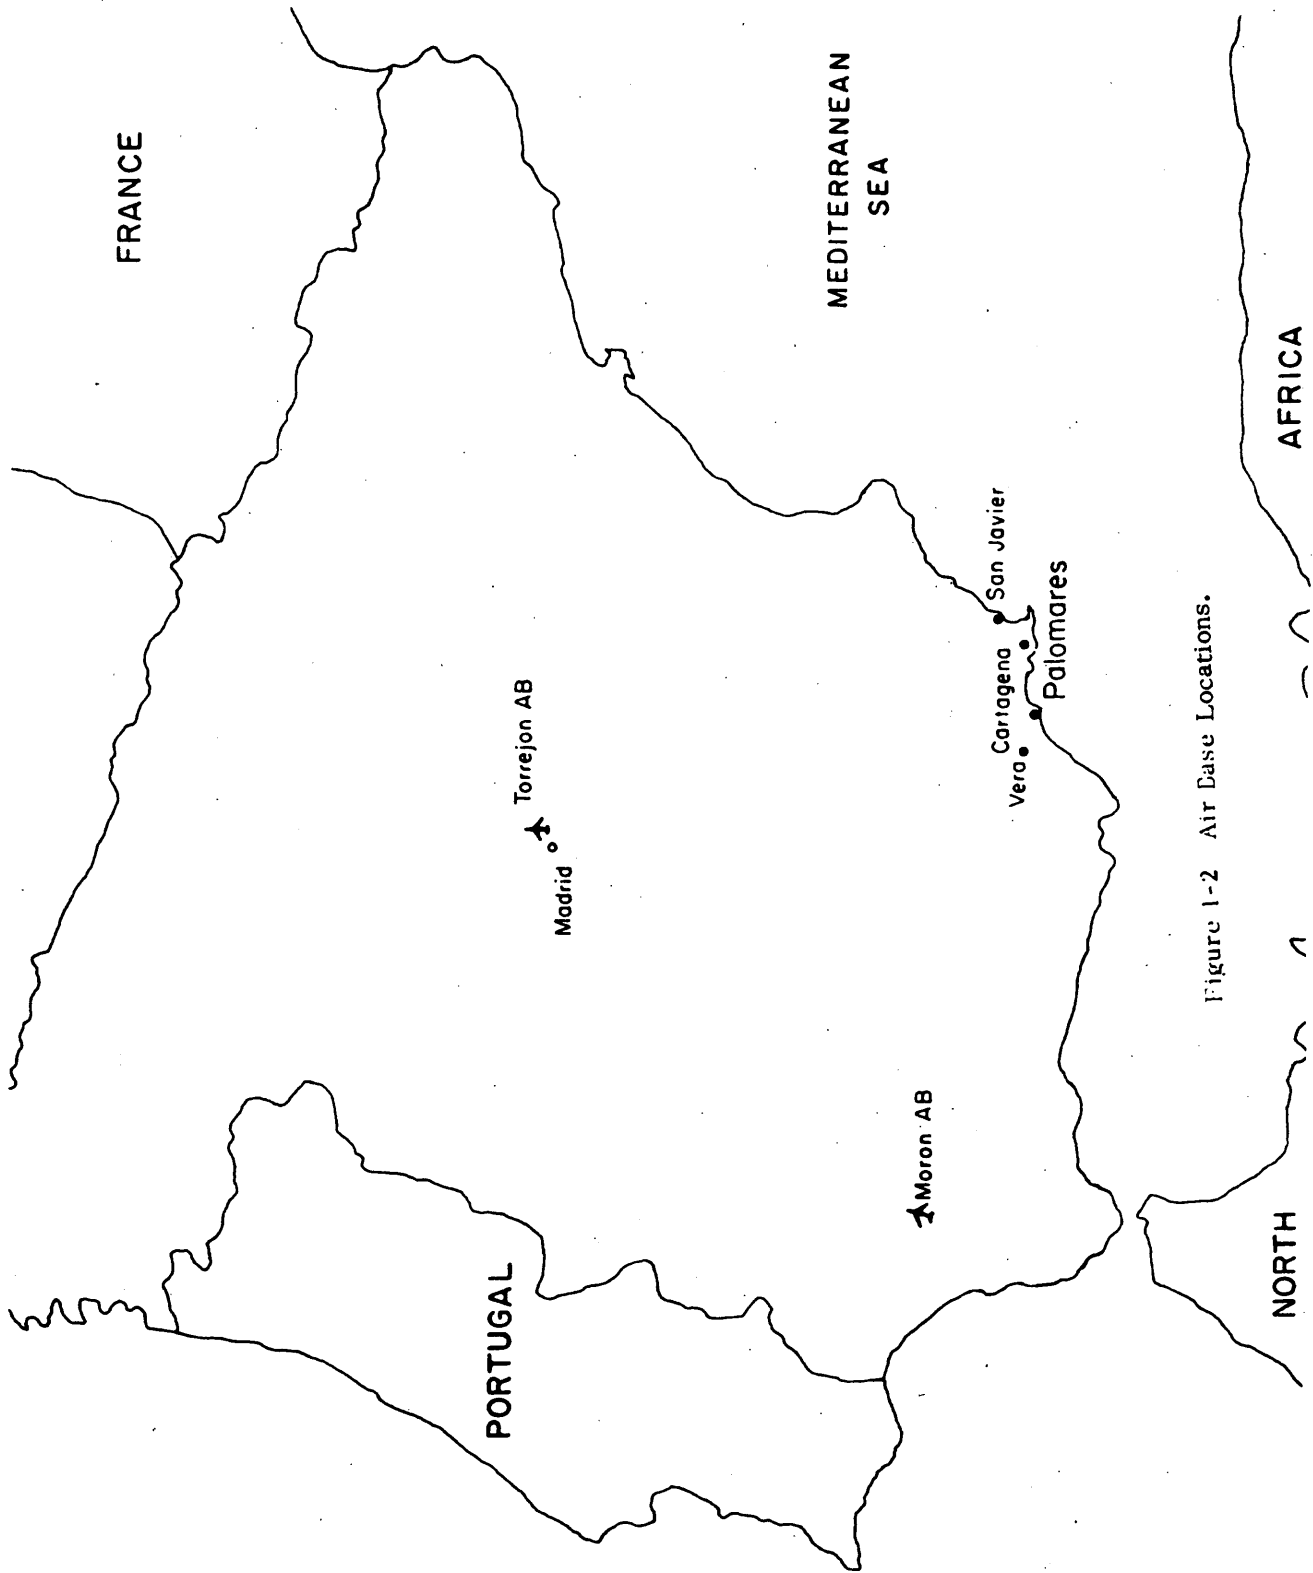 FRANCE
PORTUGAL
Torrejon AB
Madrid
Moron AB
MEDITERRANEAN
SEA
San Javier
Cartagena
Vera
Palomares
NORTH
AFRICA
Figure 1-2 Air Base Locations.